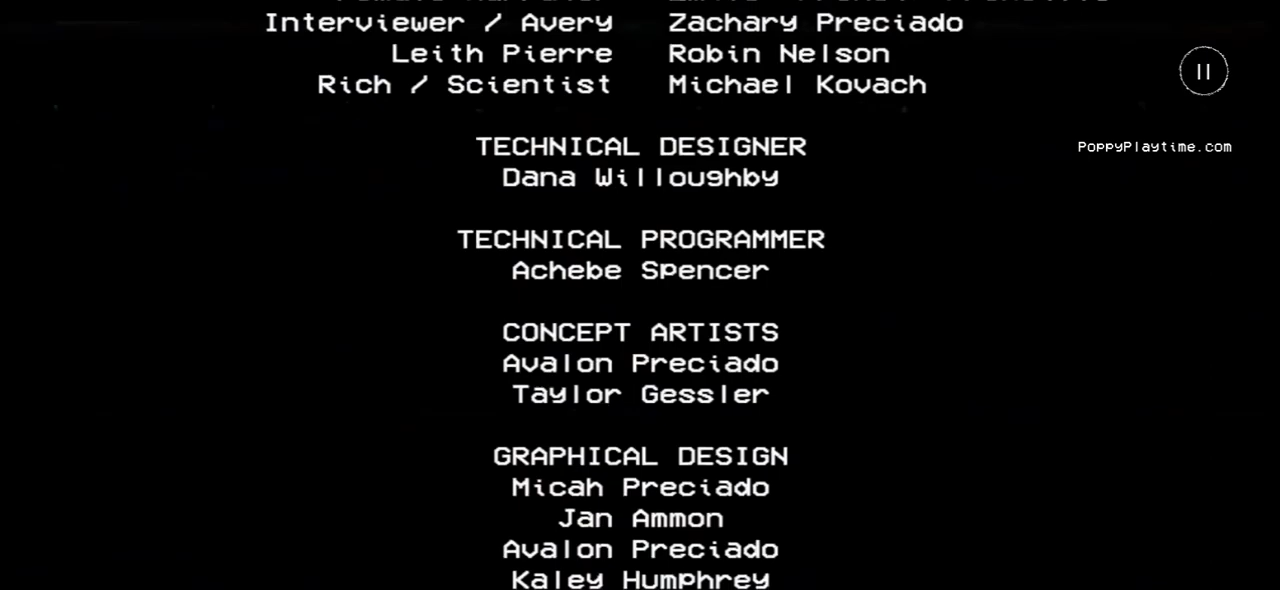 Interviewer / Avery Zachary Preciado
Leith Pierre Robin Nelson
Rich / Scientist Michael Kovach
PoppyPlaytime.com
TECHNICAL DESIGNER
Dana Willoughby
TECHNICAL PROGRAMMER
Achebe Spencer
CONCEPT ARTISTS
Avalon Preciado
Taylor Gessler
GRAPHICAL DESIGN
Micah Preciado
Jan Ammon
Avalon Preciado
Kaley Humphrey